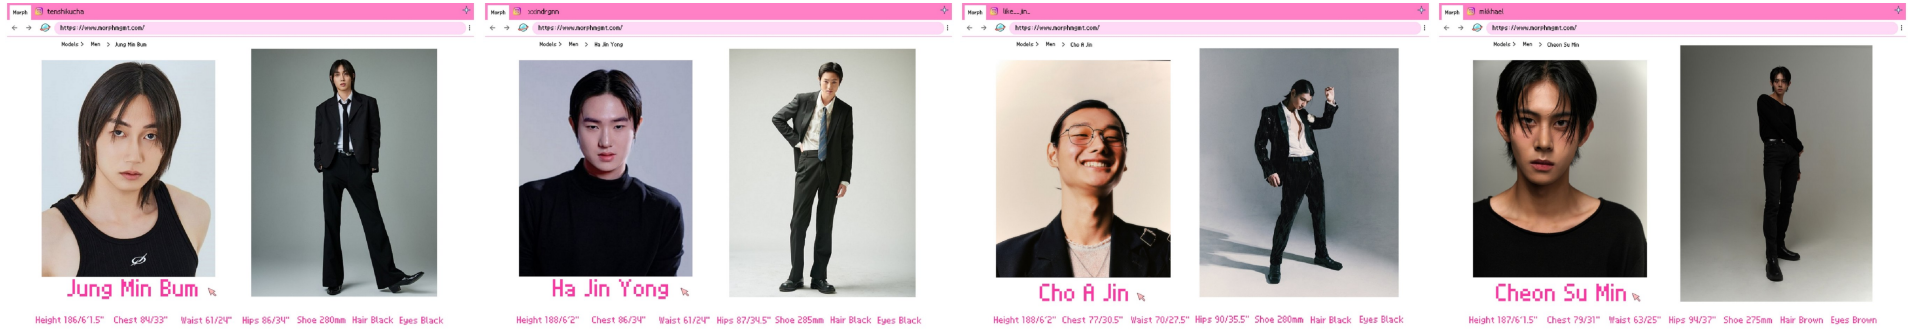 Morph tenshikucha
https://www.morphmgmt.com/
Models > Men > Jung Min Bum
Jung Min Bum
Height 186/6'1.5" Chest 84/33" Waist 61/24" Hips 86/34" Shoe 280mm Hair Black Eyes Black
Morph xxindrgnn
https://www.morphmgmt.com/
Models > Men > Ha Jin Yong
Ha Jin Yong
Height 188/6'2" Chest 86/34" Waist 61/24" Hips 87/34.5" Shoe 285mm Hair Black Eyes Black
Morph like__jin_
https://www.morphmgmt.com/
Models > Men > Cho A Jin
Cho A Jin
Height 188/6'2" Chest 77/30.5" Waist 70/27.5" Hips 90/35.5" Shoe 280mm Hair Black Eyes Black
Morph mikhael
https://www.morphmgmt.com/
Models > Men > Cheon Su Min
Cheon Su Min
Height 187/6'1.5" Chest 79/31" Waist 63/25" Hips 94/37" Shoe 275mm Hair Brown Eyes Brown